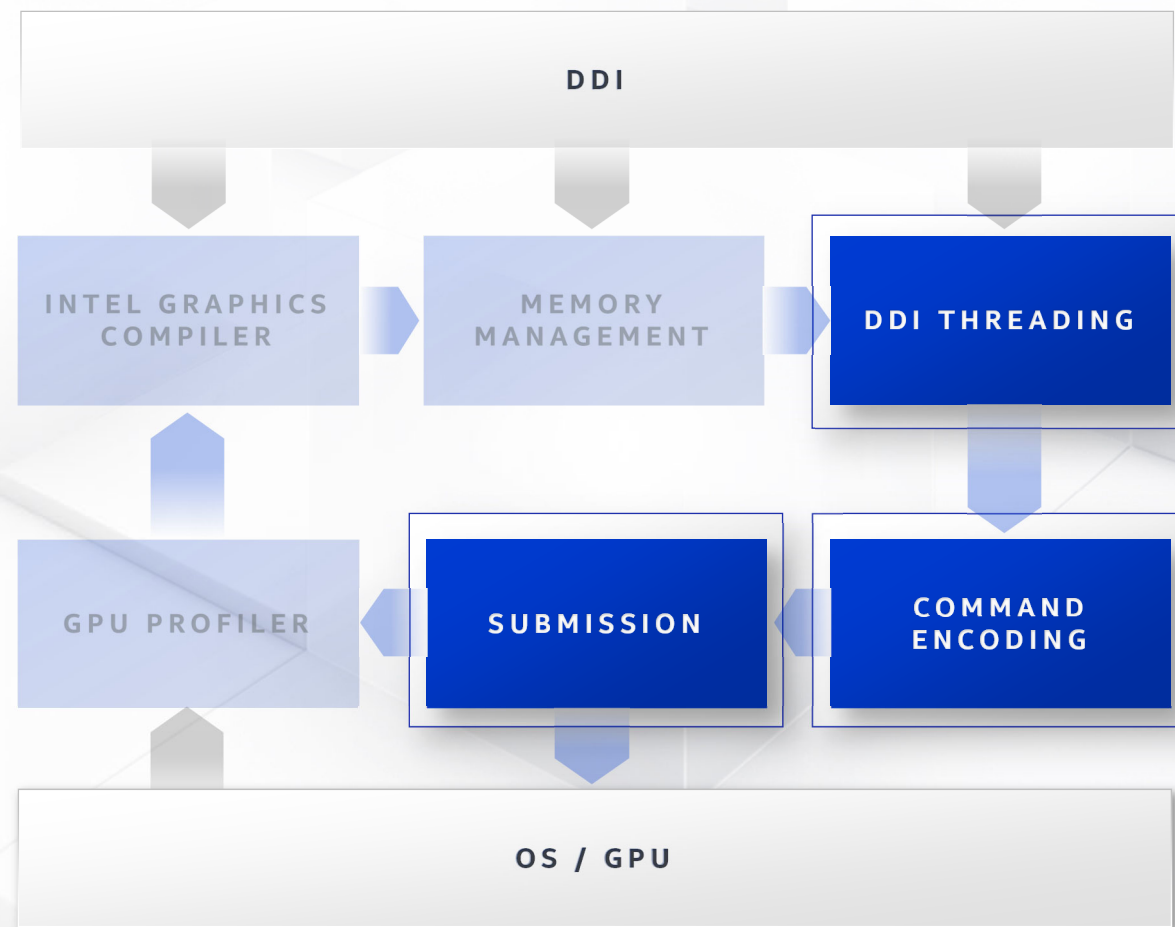 DDI
INTEL GRAPHICS
COMPILER
MEMORY
MANAGEMENT
DDI THREADING
GPU PROFILER
SUBMISSION
COMMAND
ENCODING
OS / GPU